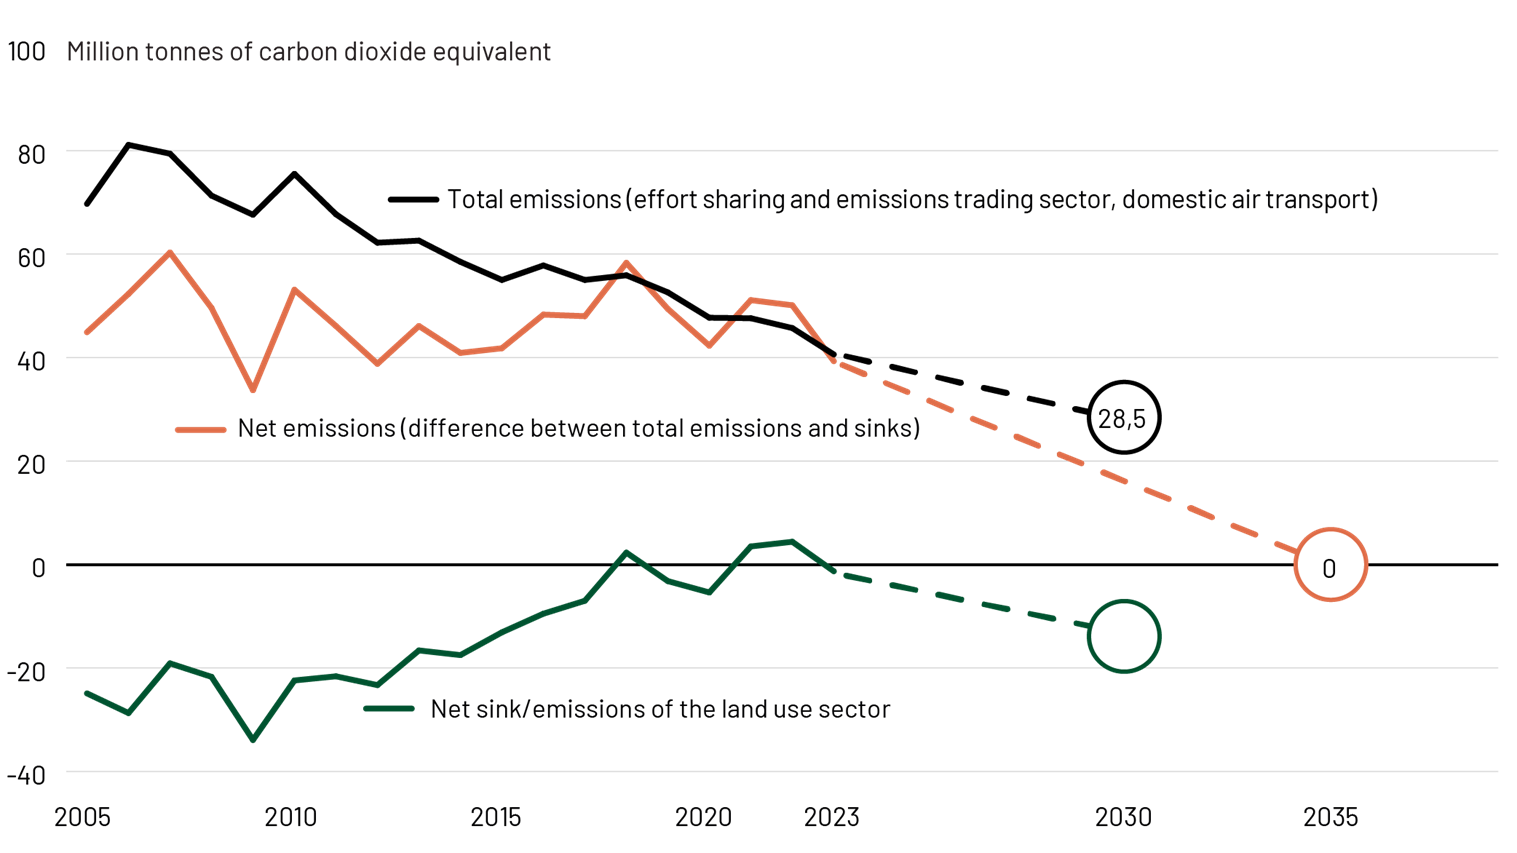 100 Million tonnes of carbon dioxide equivalent
80
Total emissions (effort sharing and emissions trading sector, domestic air transport)
60
40
28,5
Net emissions (difference between total emissions and sinks)
20
0
0
-20
Net sink/emissions of the land use sector
-40
2005 2010 2015 2020 2023 2030 2035